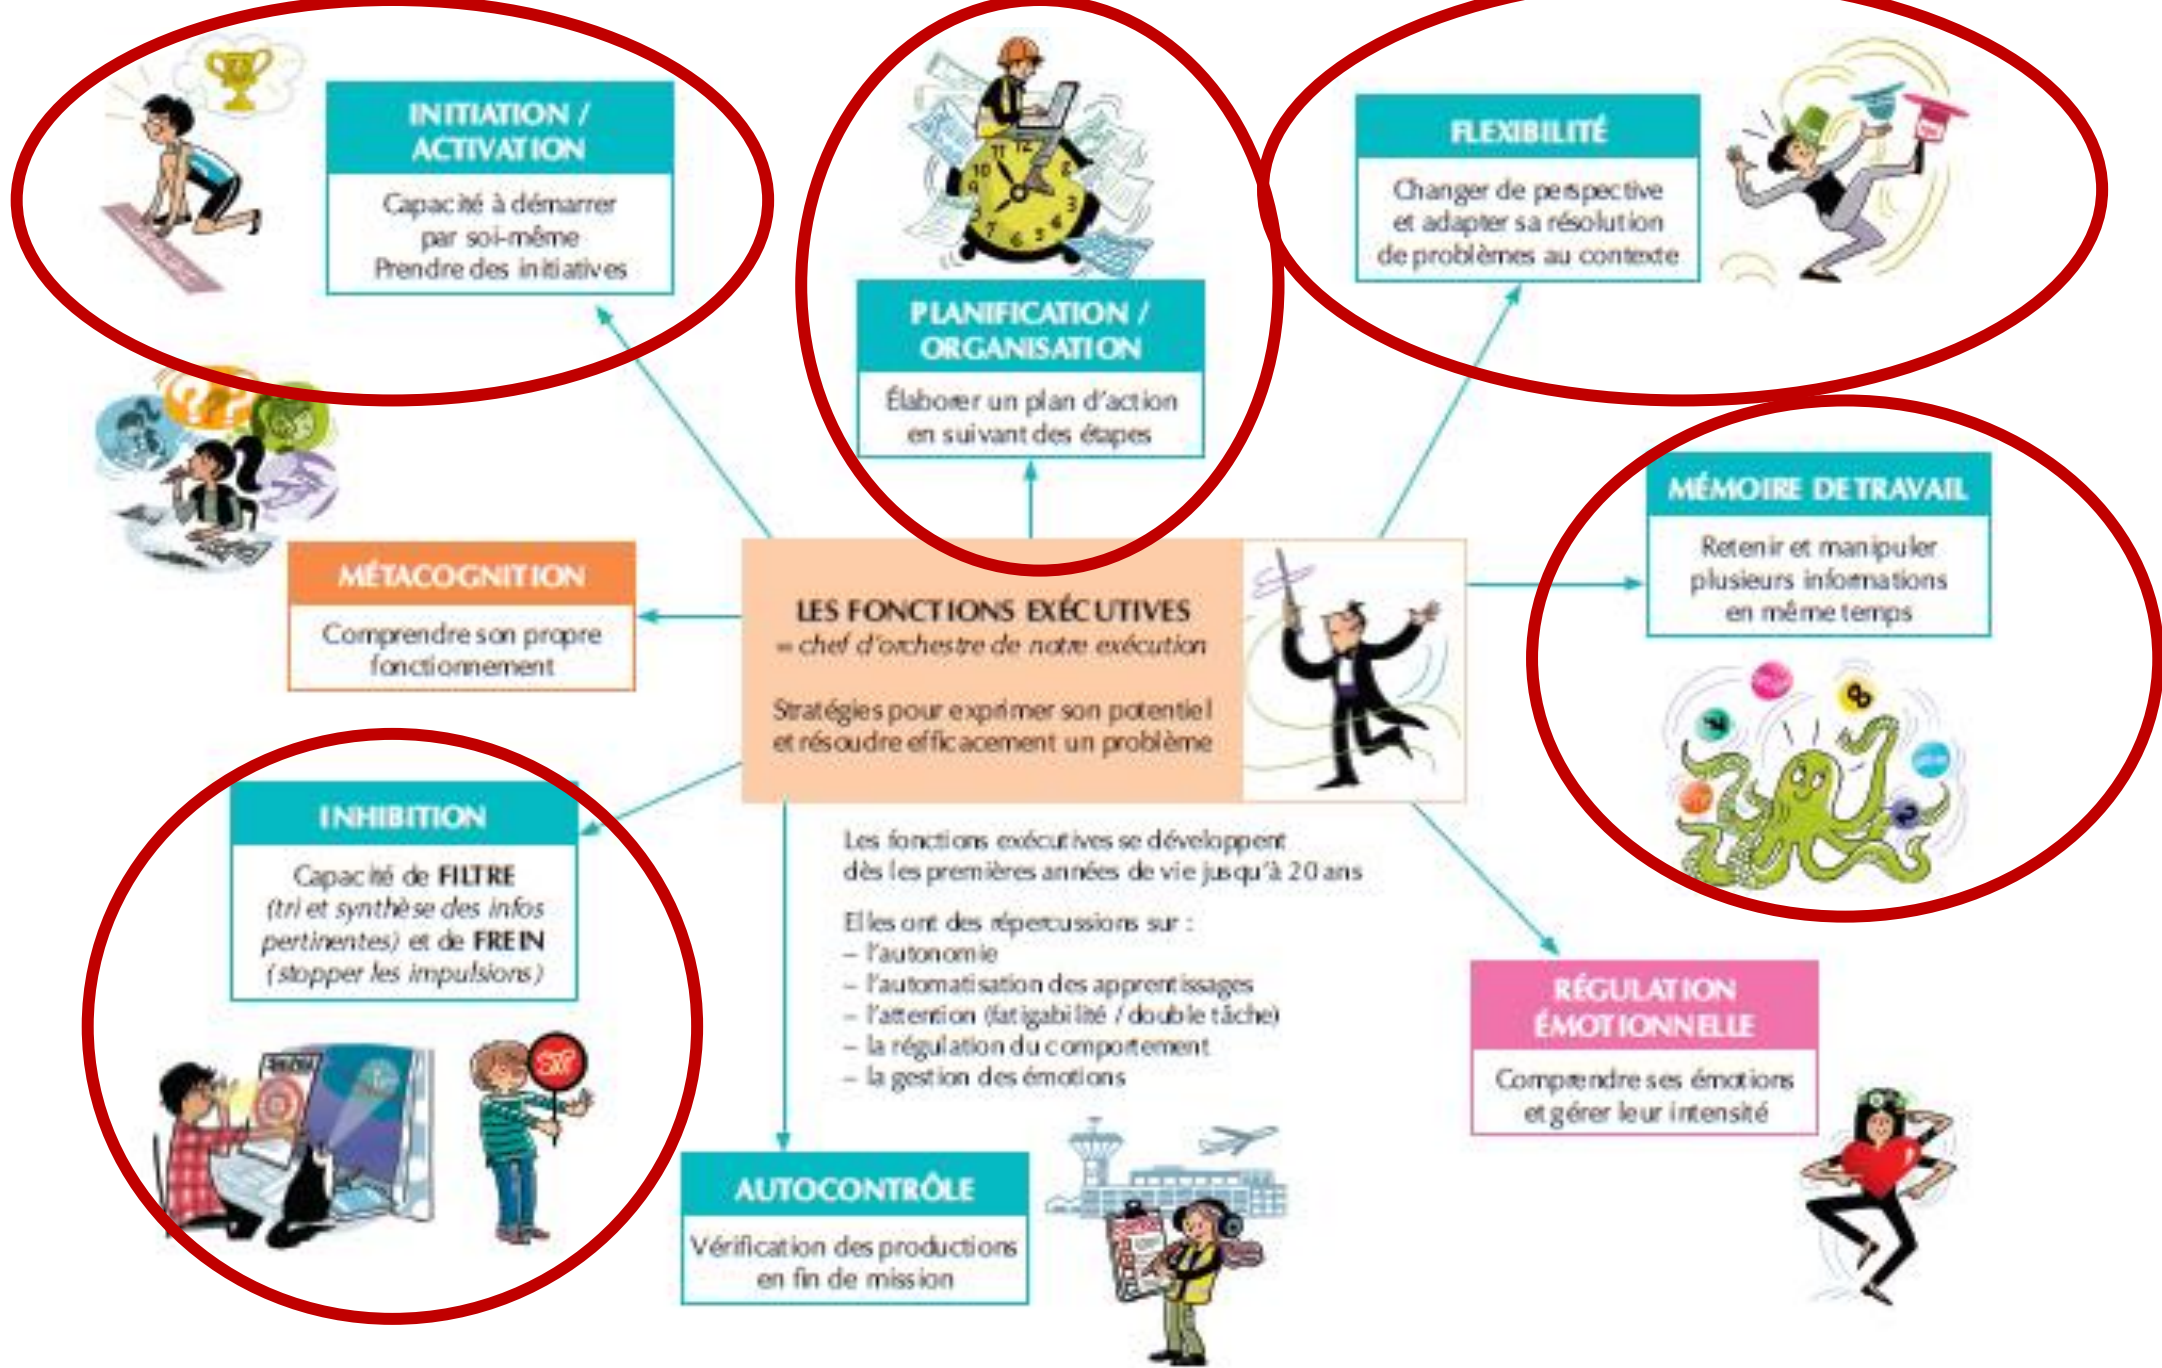 INITIATION /
ACTIVATION
Capacité à démarrer
par soi-même
Prendre des initiatives
PLANIFICATION /
ORGANISATION
Élaborer un plan d'action
en suivant des étapes
FLEXIBILITÉ
Changer de perspective
et adapter sa résolution
de problèmes au contexte
MÉMOIRE DE TRAVAIL
Retenir et manipuler
plusieurs informations
en même temps
MÉTACOGNITION
Comprendre son propre
fonctionnement
LES FONCTIONS EXÉCUTIVES
= chef d'orchestre de notre exécution
Stratégies pour exprimer son potentiel
et résoudre efficacement un problème
INHIBITION
Capacité de FILTRE
(tri et synthèse des infos
pertinentes) et de FREIN
(stopper les impulsions)
STOP
Les fonctions exécutives se développent
dès les premières années de vie jusqu'à 20 ans
Elles ont des répercussions sur :
– l'autonomie
– l'automatisation des apprentissages
– l'attention (fatigabilité / double tâche)
– la régulation du comportement
– la gestion des émotions
RÉGULATION
ÉMOTIONNELLE
Comprendre ses émotions
et gérer leur intensité
AUTOCONTRÔLE
Vérification des productions
en fin de mission